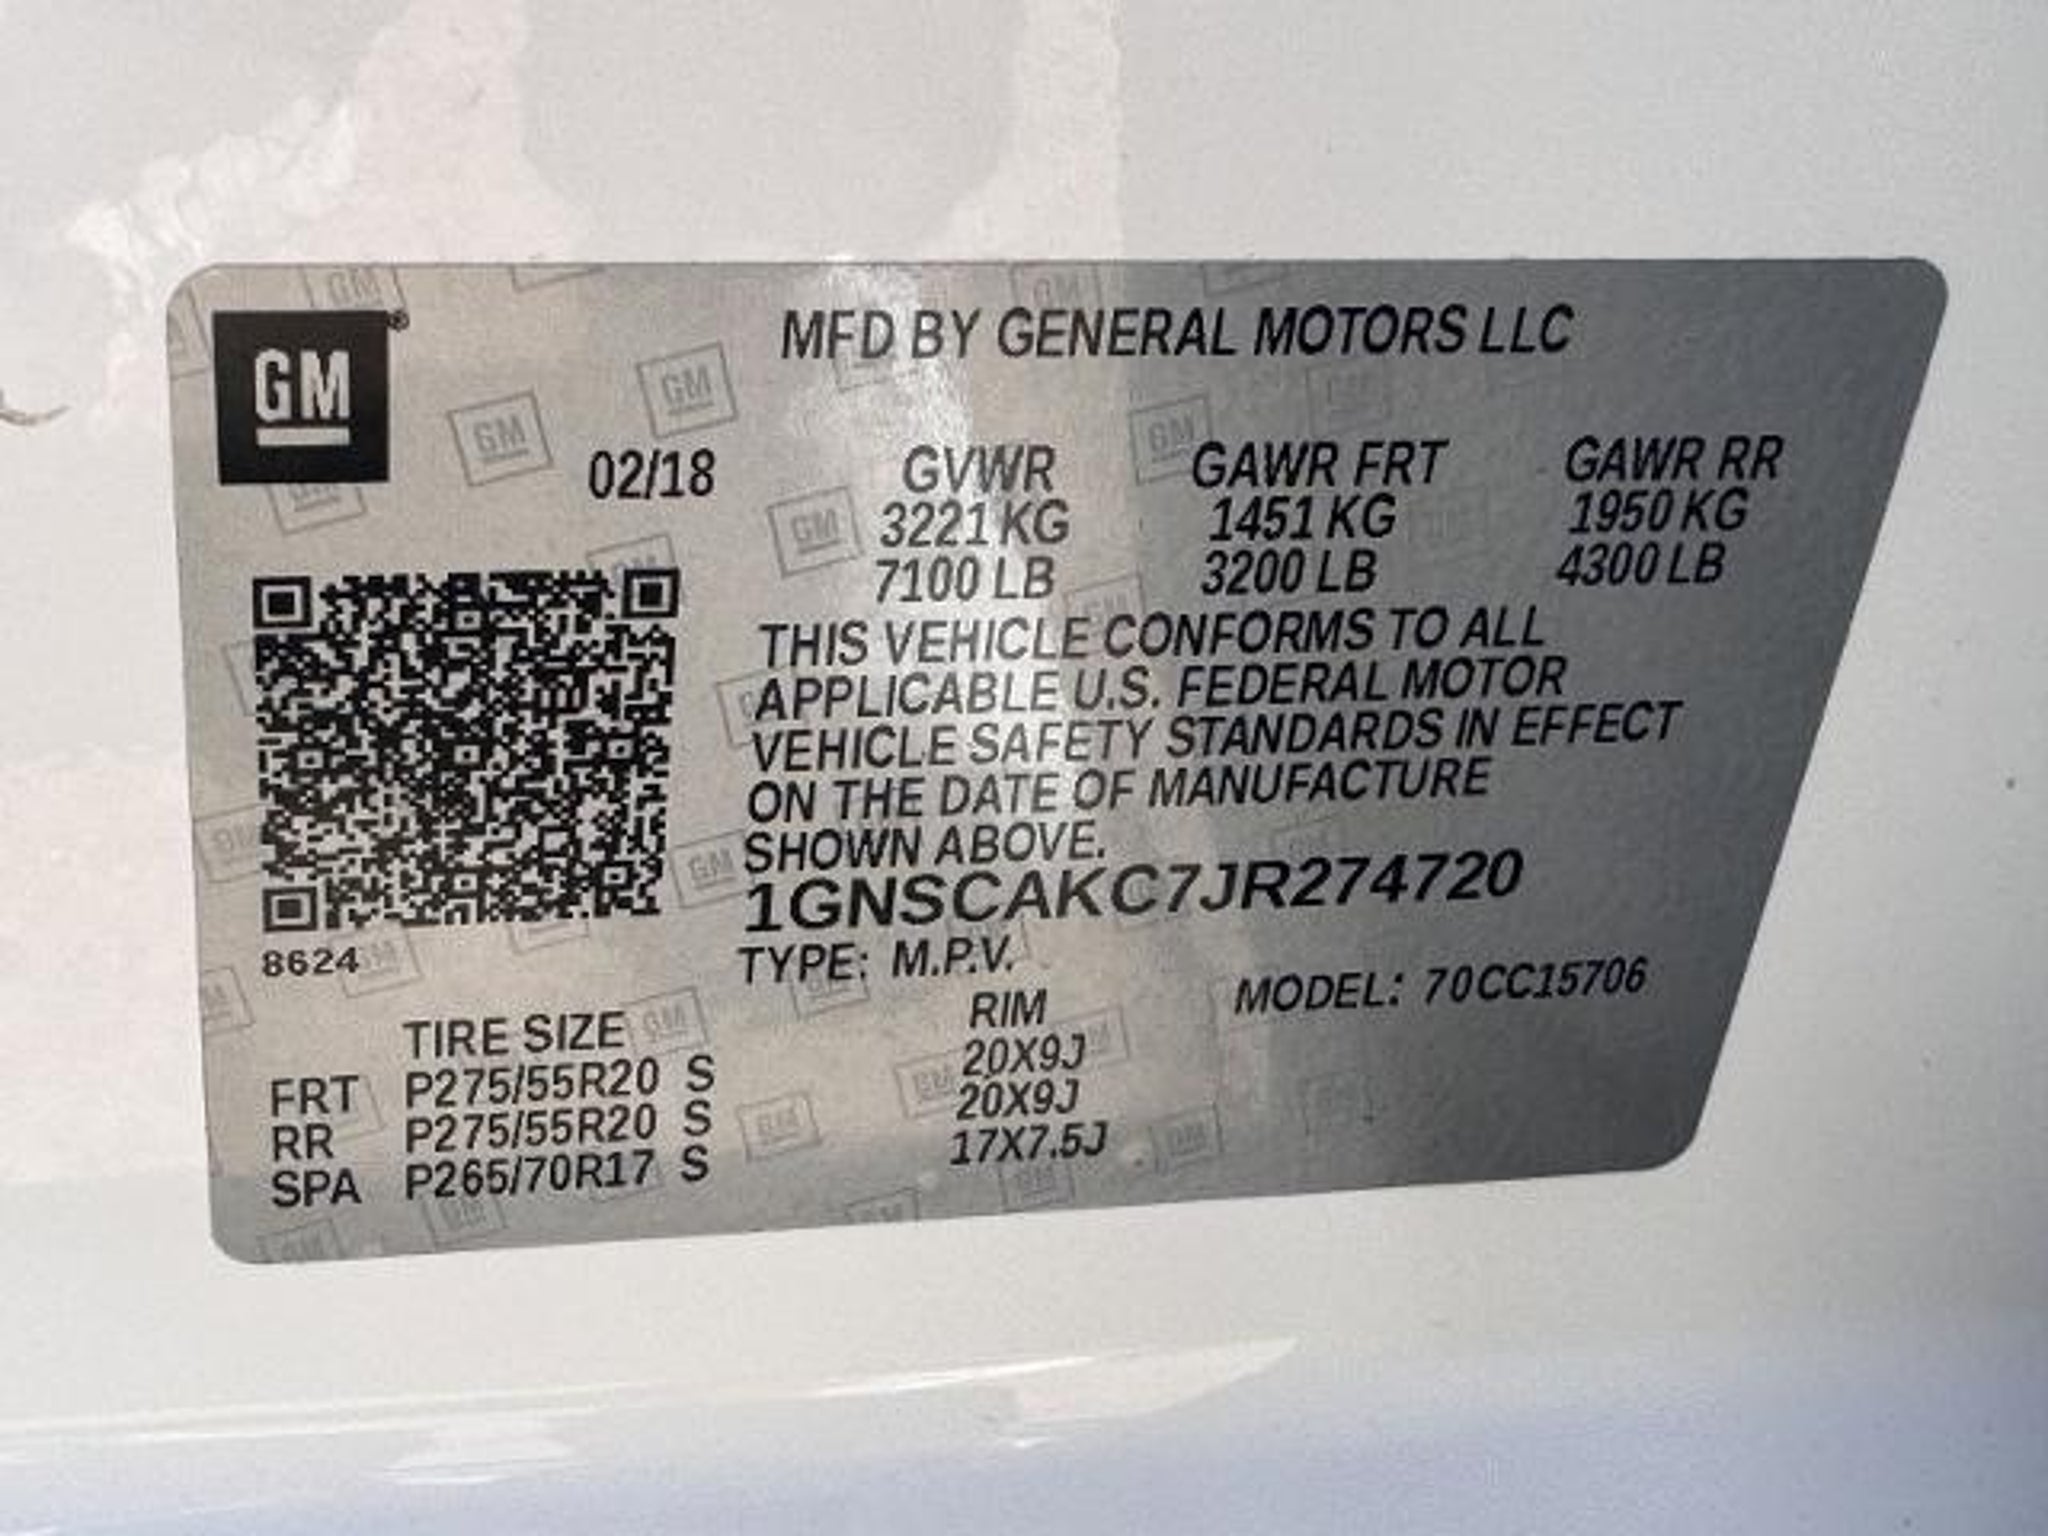 GM®
MFD BY GENERAL MOTORS LLC
02/18
GVWR GAWR FRT GAWR RR
3221 KG 1451 KG 1950 KG
7100 LB 3200 LB 4300 LB
THIS VEHICLE CONFORMS TO ALL
APPLICABLE U.S. FEDERAL MOTOR
VEHICLE SAFETY STANDARDS IN EFFECT
ON THE DATE OF MANUFACTURE
SHOWN ABOVE.
1GNSCAKC7JR274720
8624
TYPE: M.P.V. MODEL: 70CC15706
TIRE SIZE RIM
FRT P275/55R20 S 20X9J
RR P275/55R20 S 20X9J
SPA P265/70R17 S 17X7.5J